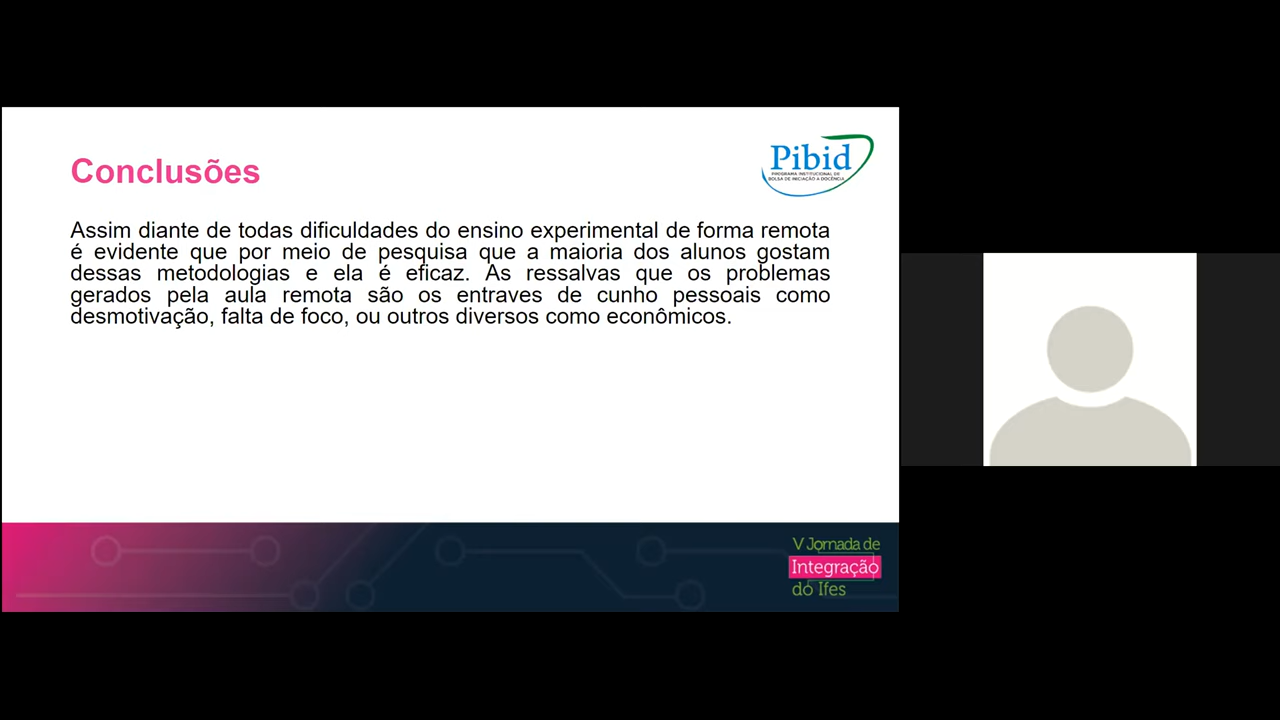 Conclusões
Pibid
PROGRAMA INSTITUCIONAL DE
BOLSA DE INICIAÇÃO À DOCÊNCIA
Assim diante de todas dificuldades do ensino experimental de forma remota
é evidente que por meio de pesquisa que a maioria dos alunos gostam
dessas metodologias e ela é eficaz. As ressalvas que os problemas
gerados pela aula remota são os entraves de cunho pessoais como
desmotivação, falta de foco, ou outros diversos como econômicos.
V Jornada de
Integração
do Ifes